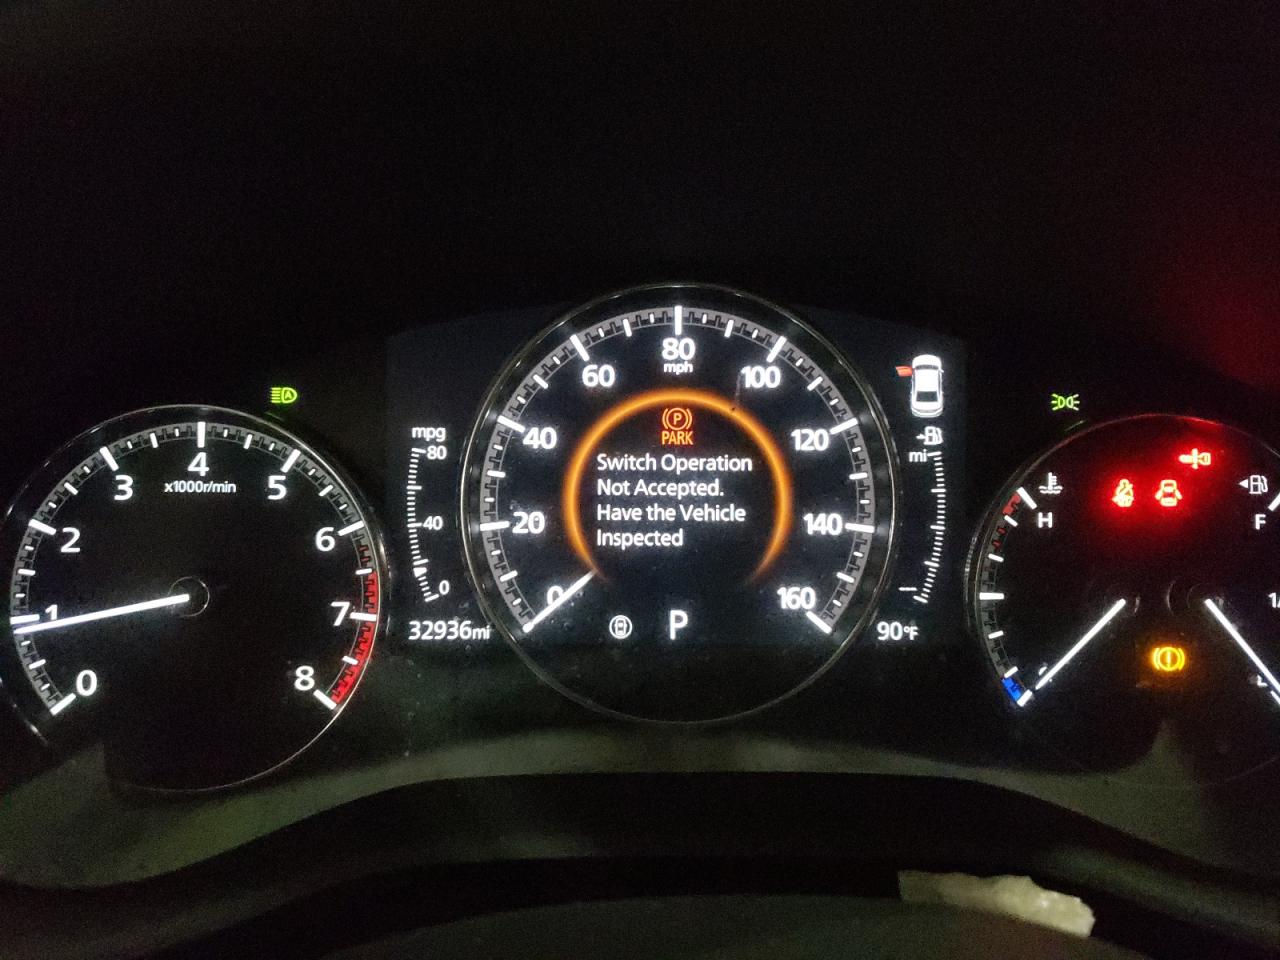 0
1
2
3
4
x1000r/min
5
6
7
8
A
mpg
80
40
0
32936mi
0
20
40
60
80
mph
100
120
140
160
P
PARK
Switch Operation
Not Accepted.
Have the Vehicle
Inspected
P
mi
90°F
H
F